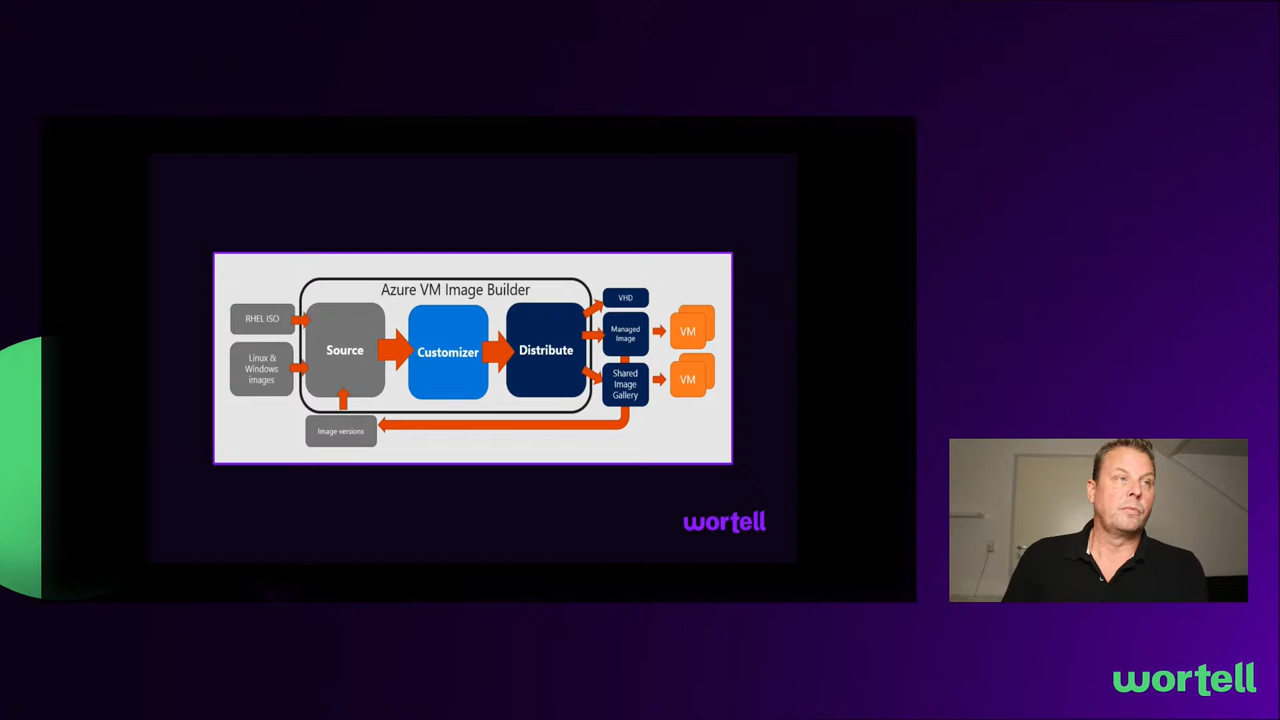 Azure VM Image Builder
RHEL ISO
Linux &
Windows
images
Source
Customizer
Distribute
VHD
Managed
Image
Shared
Image
Gallery
VM
VM
Image versions
wortell
wortell